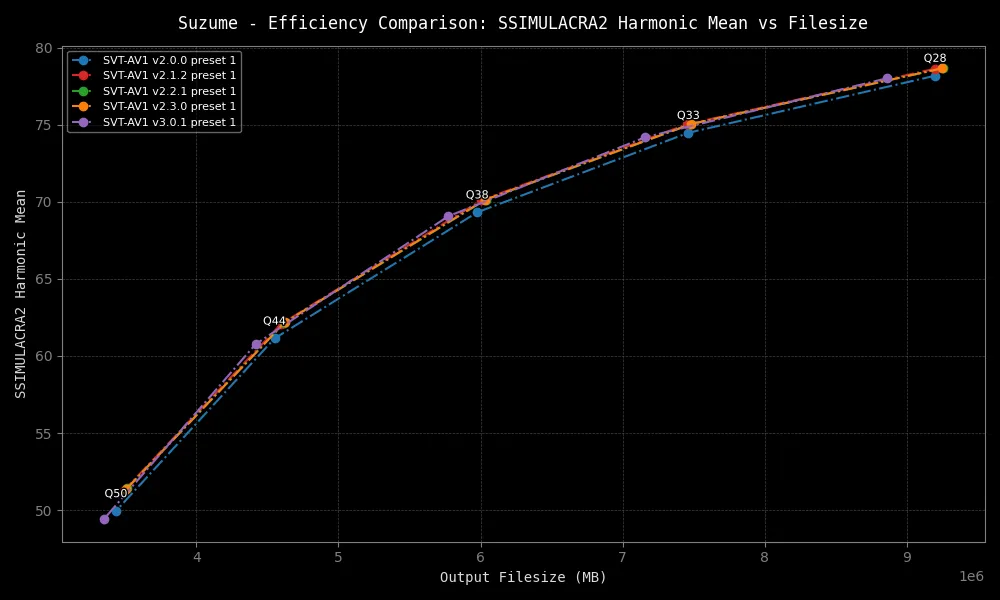 Suzume - Efficiency Comparison: SSIMULACRA2 Harmonic Mean vs Filesize
SVT-AV1 v2.0.0 preset 1
SVT-AV1 v2.1.2 preset 1
SVT-AV1 v2.2.1 preset 1
SVT-AV1 v2.3.0 preset 1
SVT-AV1 v3.0.1 preset 1
SSIMULACRA2 Harmonic Mean
80
75
70
65
60
55
50
Q28
Q33
Q38
Q44
Q50
4
5
6
7
8
9
1e6
Output Filesize (MB)